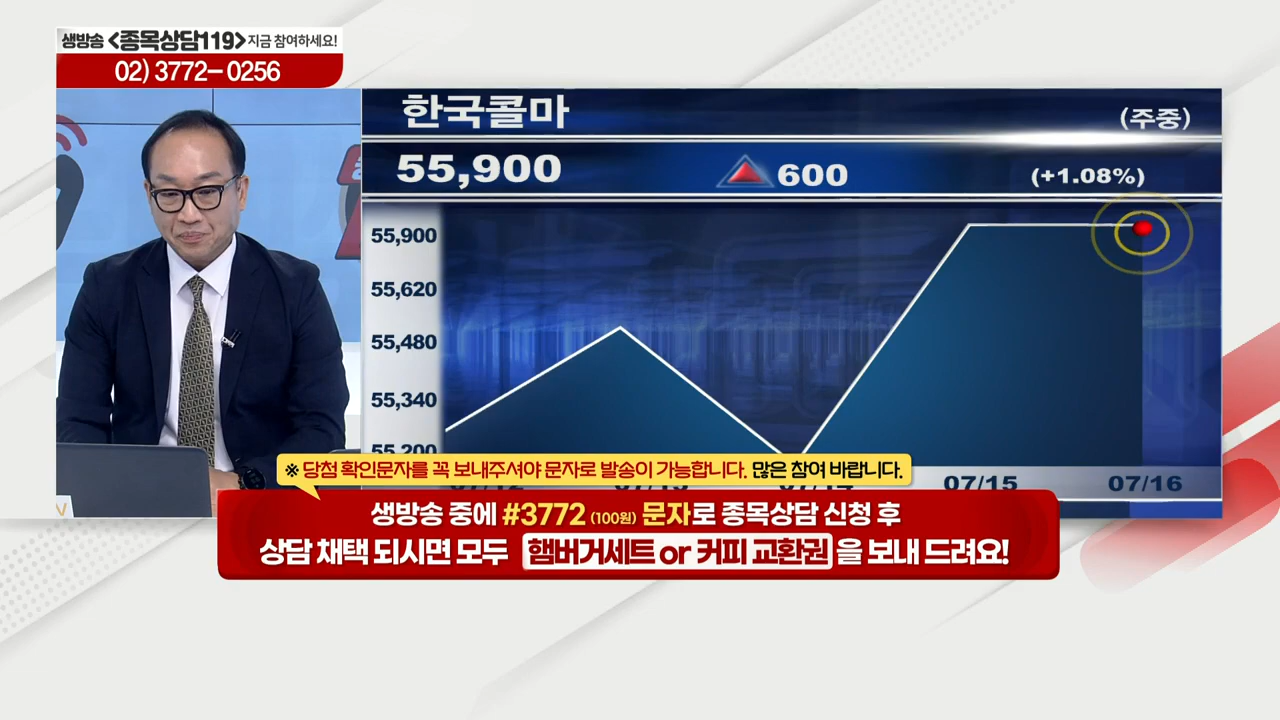 생방송 <종목상담119> 지금 참여하세요!
02) 3772-0256
한국콜마
(주중)
55,900
600
(+1.08%)
55,900
55,620
55,480
55,340
55,200
07/15
07/16
※ 당첨 확인문자를 꼭 보내주셔야 문자로 발송이 가능합니다. 많은 참여 바랍니다.
생방송 중에 #3772 (100원) 문자로 종목상담 신청 후
상담 채택 되시면 모두 햄버거세트 or 커피 교환권 을 보내 드려요!